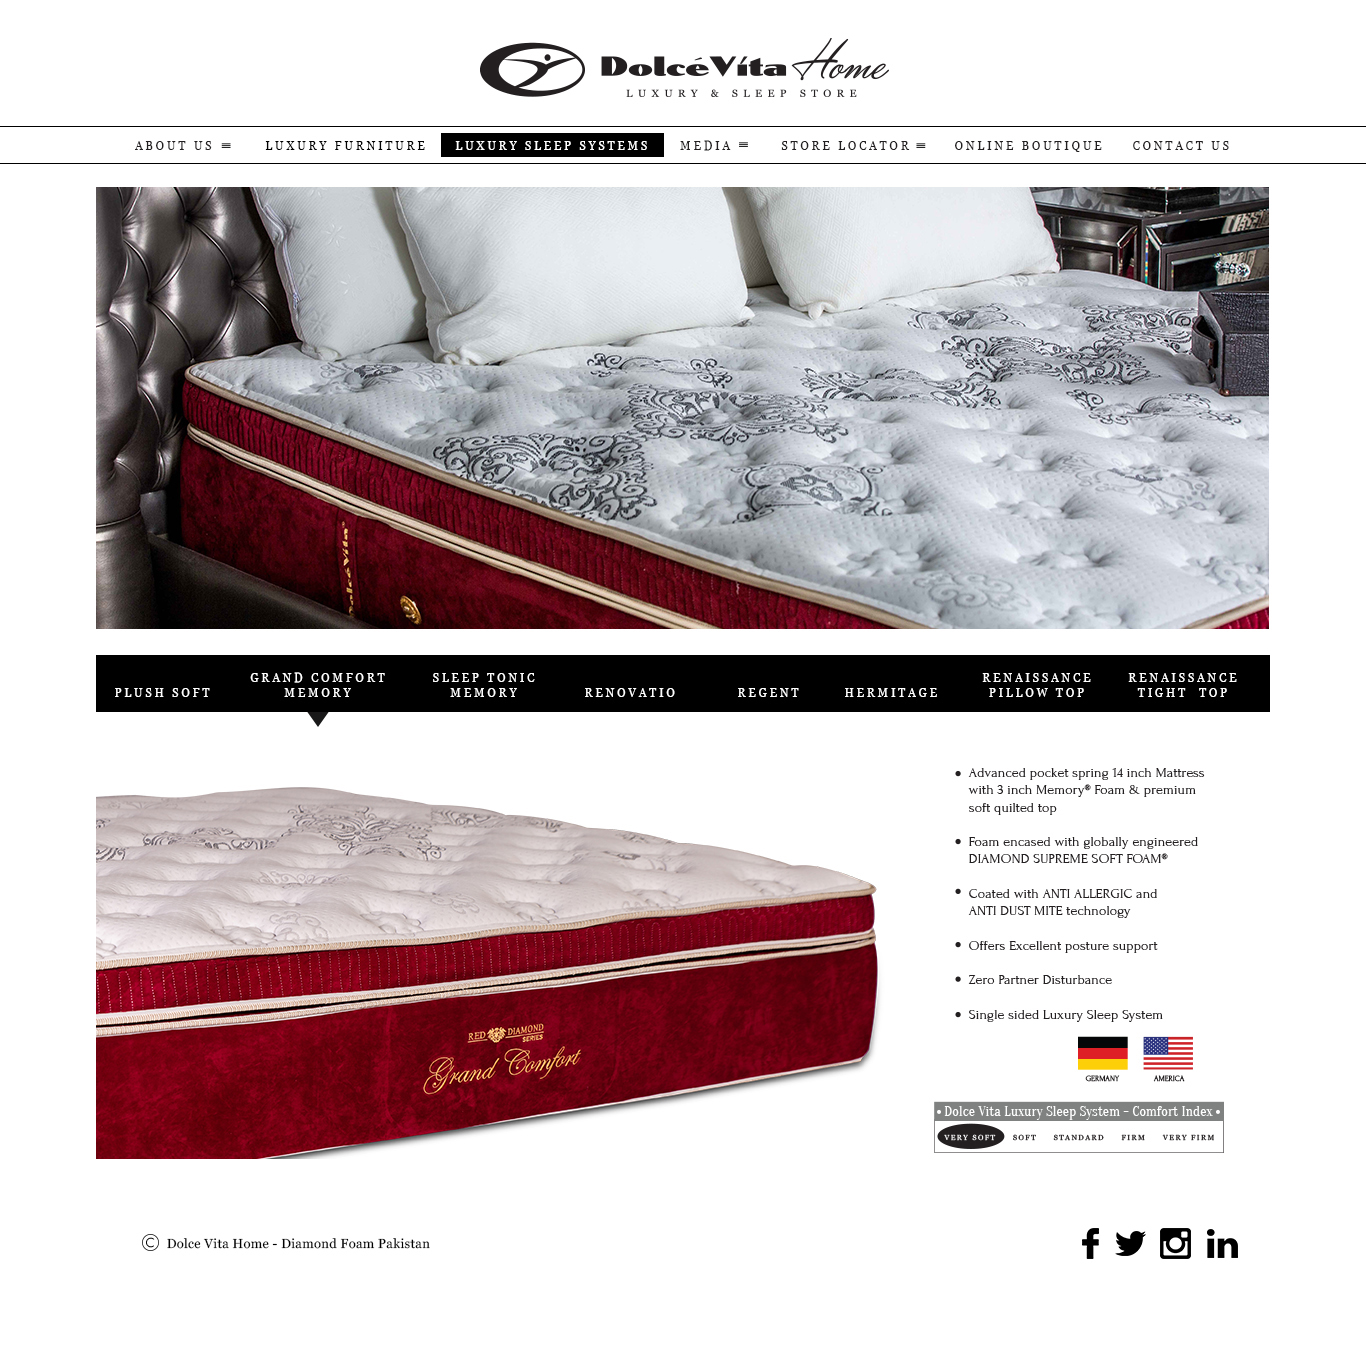 DolcéVita Home
LUXURY & SLEEP STORE
ABOUT US
LUXURY FURNITURE
LUXURY SLEEP SYSTEMS
MEDIA
STORE LOCATOR
ONLINE BOUTIQUE
CONTACT US
PLUSH SOFT
GRAND COMFORT
MEMORY
SLEEP TONIC
MEMORY
RENOVATIO
REGENT
HERMITAGE
RENAISSANCE
PILLOW TOP
RENAISSANCE
TIGHT TOP
RED DIAMOND
SERIES
Grand Comfort
• Advanced pocket spring 14 inch Mattress
with 3 inch Memory® Foam & premium
soft quilted top
• Foam encased with globally engineered
DIAMOND SUPREME SOFT FOAM®
• Coated with ANTI ALLERGIC and
ANTI DUST MITE technology
• Offers Excellent posture support
• Zero Partner Disturbance
• Single sided Luxury Sleep System
GERMANY
AMERICA
• Dolce Vita Luxury Sleep System - Comfort Index •
VERY SOFT SOFT STANDARD FIRM VERY FIRM
© Dolce Vita Home - Diamond Foam Pakistan